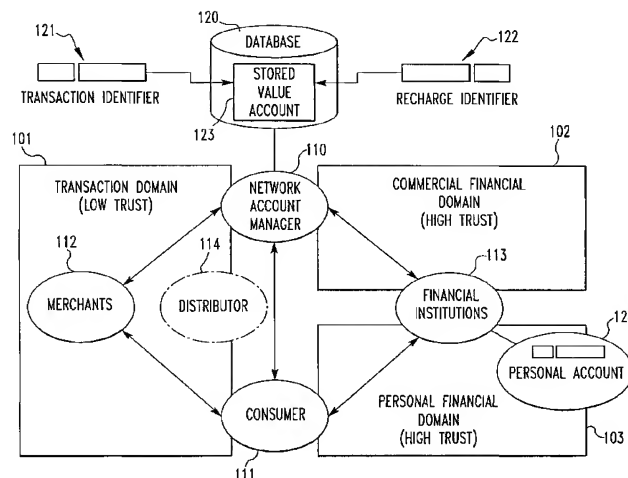 120
121
DATABASE
122
STORED
VALUE
ACCOUNT
TRANSACTION IDENTIFIER
RECHARGE IDENTIFIER
123
101
102
110
TRANSACTION DOMAIN
(LOW TRUST)
NETWORK
ACCOUNT
MANAGER
COMMERCIAL FINANCIAL
DOMAIN
(HIGH TRUST)
112
114
113
MERCHANTS
DISTRIBUTOR
FINANCIAL
INSTITUTIONS
12
PERSONAL ACCOUNT
CONSUMER
PERSONAL FINANCIAL
DOMAIN
(HIGH TRUST)
111
103